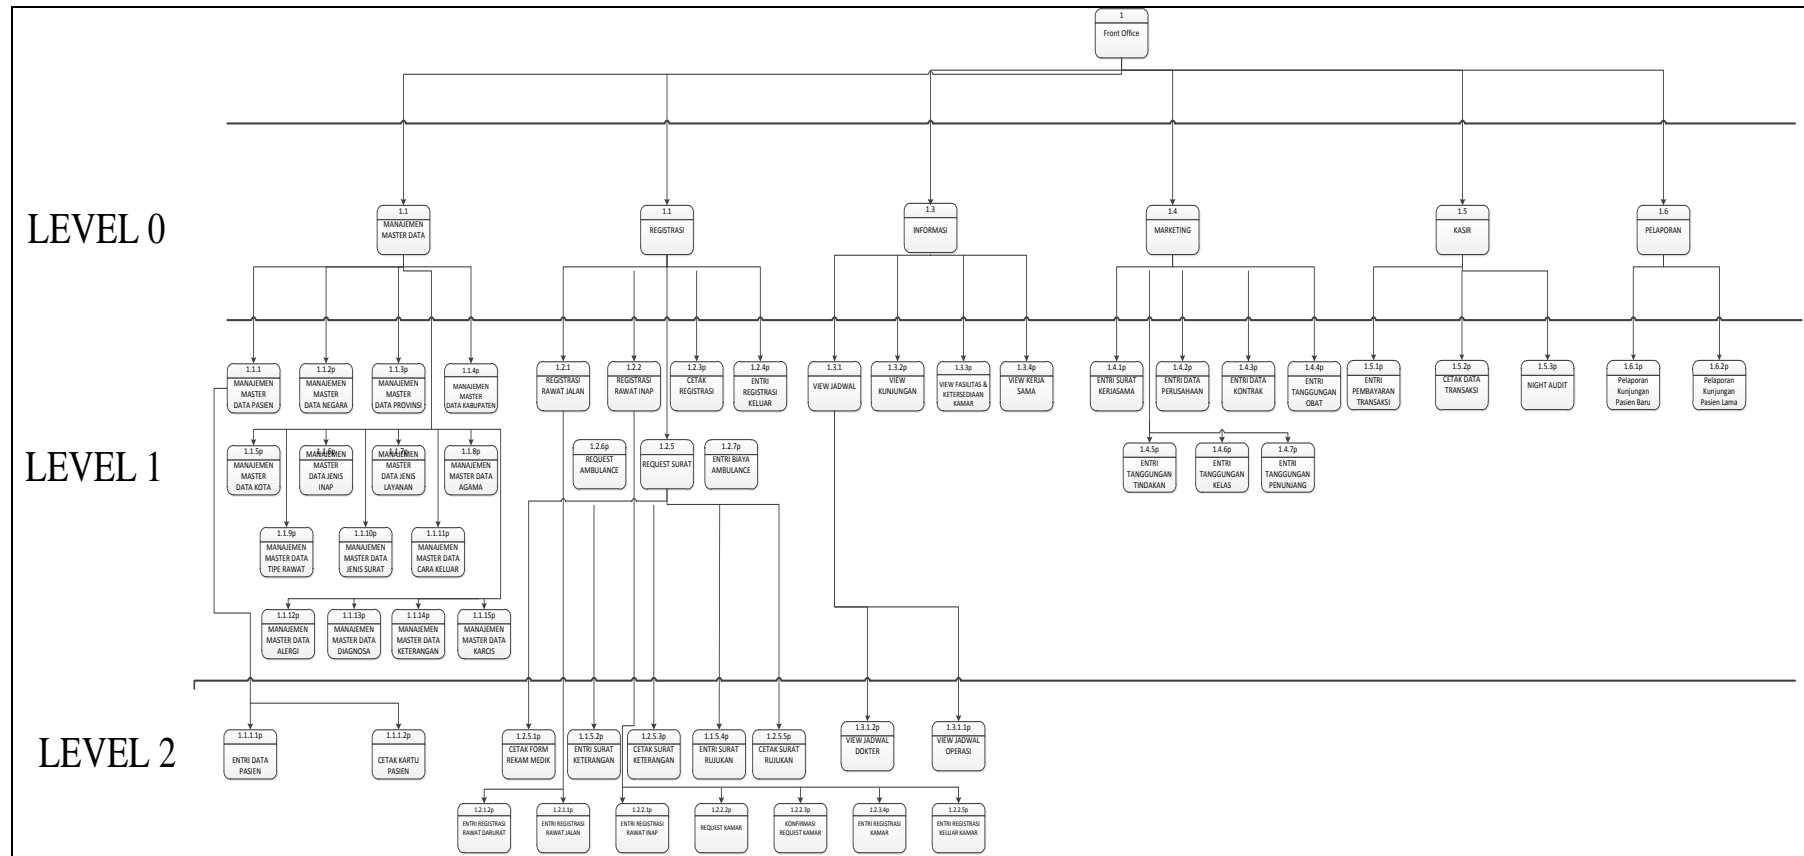 1
Front Office
LEVEL 0
1.1
MANAJEMEN
MASTER DATA
1.1
REGISTRASI
1.3
INFORMASI
1.4
MARKETING
1.5
KASIR
1.6
PELAPORAN
LEVEL 1
1.1.1
MANAJEMEN
MASTER
DATA PASIEN
1.1.2p
MANAJEMEN
MASTER
DATA NEGARA
1.1.3p
MANAJEMEN
MASTER
DATA PROVINSI
1.1.4p
MANAJEMEN
MASTER
DATA KABUPATEN
1.2.1
REGISTRASI
RAWAT JALAN
1.2.2
REGISTRASI
RAWAT INAP
1.2.3p
CETAK
REGISTRASI
1.2.4p
ENTRI
REGISTRASI
KELUAR
1.3.1
VIEW JADWAL
1.3.2p
VIEW
KUNJUNGAN
1.3.3p
VIEW FASILITAS &
KETERSEDIAAN
KAMAR
1.3.4p
VIEW KERJA
SAMA
1.4.1p
ENTRI SURAT
KERJASAMA
1.4.2p
ENTRI DATA
PERUSAHAAN
1.4.3p
ENTRI DATA
KONTRAK
1.4.4p
ENTRI
TANGGUNGAN
OBAT
1.5.1p
ENTRI
PEMBAYARAN
TRANSAKSI
1.5.2p
CETAK DATA
TRANSAKSI
1.5.3p
NIGHT AUDIT
1.6.1p
Pelaporan
Kunjungan
Pasien Baru
1.6.2p
Pelaporan
Kunjungan
Pasien Lama
1.1.5p
MANAJEMEN
MASTER
DATA KOTA
1.1.6p
MANAJEMEN
MASTER
DATA JENIS
INAP
1.1.7p
MANAJEMEN
MASTER
DATA JENIS
LAYANAN
1.1.8p
MANAJEMEN
MASTER DATA
AGAMA
1.2.6p
REQUEST
AMBULANCE
1.2.5
REQUEST SURAT
1.2.7p
ENTRI BIAYA
AMBULANCE
1.4.5p
ENTRI
TANGGUNGAN
TINDAKAN
1.4.6p
ENTRI
TANGGUNGAN
KELAS
1.4.7p
ENTRI
TANGGUNGAN
PENUNJANG
1.1.9p
MANAJEMEN
MASTER DATA
TIPE RAWAT
1.1.10p
MANAJEMEN
MASTER DATA
JENIS SURAT
1.1.11p
MANAJEMEN
MASTER DATA
CARA KELUAR
1.1.12p
MANAJEMEN
MASTER DATA
ALERGI
1.1.13p
MANAJEMEN
MASTER DATA
DIAGNOSA
1.1.14p
MANAJEMEN
MASTER DATA
KETERANGAN
1.1.15p
MANAJEMEN
MASTER DATA
KARCIS
LEVEL 2
1.1.1.1p
ENTRI DATA
PASIEN
1.1.1.2p
CETAK KARTU
PASIEN
1.2.5.1p
CETAK FORM
REKAM MEDIK
1.1.5.2p
ENTRI SURAT
KETERANGAN
1.2.5.3p
CETAK SURAT
KETERANGAN
1.1.5.4p
ENTRI SURAT
RUJUKAN
1.2.5.5p
CETAK SURAT
RUJUKAN
1.3.1.2p
VIEW JADWAL
DOKTER
1.3.1.1p
VIEW JADWAL
OPERASI
1.2.1.2p
ENTRI REGISTRASI
RAWAT DARURAT
1.2.1.1p
ENTRI REGISTRASI
RAWAT JALAN
1.2.2.1p
ENTRI REGISTRASI
RAWAT INAP
1.2.2.2p
REQUEST KAMAR
1.2.2.3p
KONFIRMASI
REQUEST KAMAR
1.2.3.4p
ENTRI REGISTRASI
KAMAR
1.2.2.5p
ENTRI REGISTRASI
KELUAR KAMAR